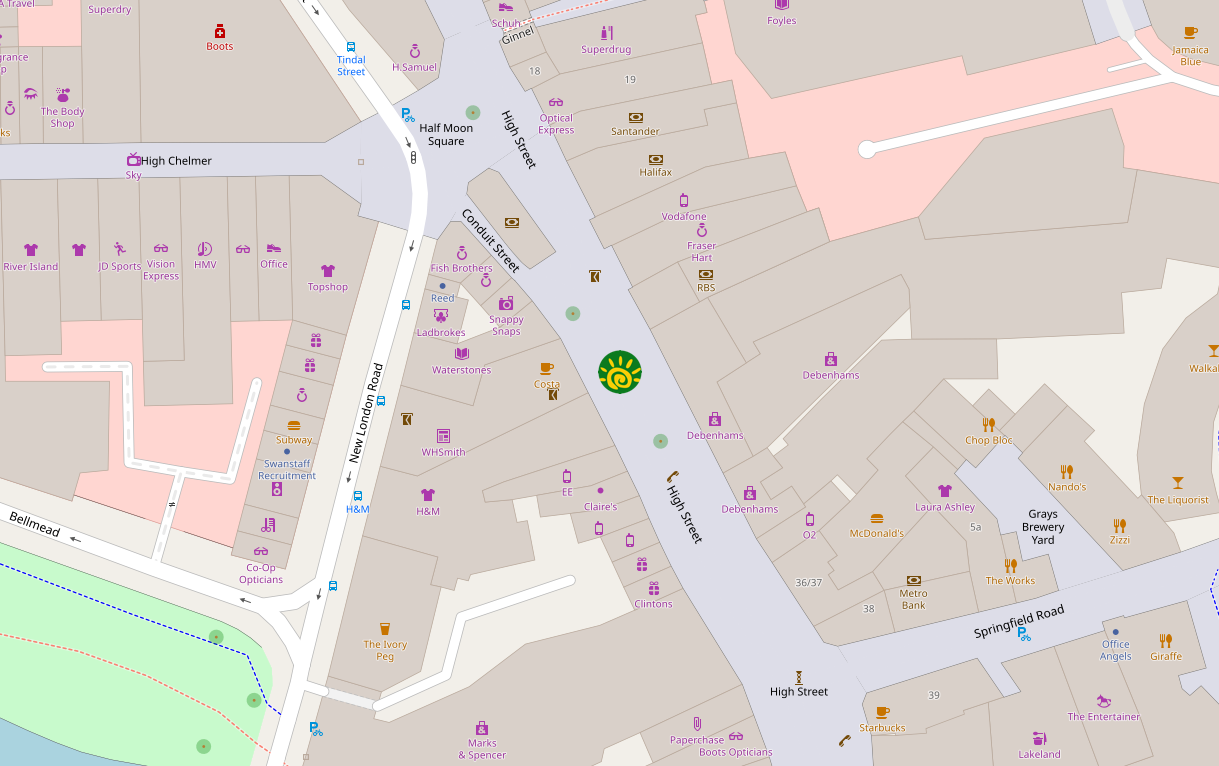 A Travel
Superdry
Schuh
Foyles
Ginnel
Boots
Superdrug
Jamaica
Blue
Tindal
Street
H.Samuel
18
19
grance
p
The Body
Shop
ks
Half Moon
Square
High Street
Optical
Express
Santander
High Chelmer
Sky
Halifax
Vodafone
Conduit Street
Fraser
Hart
River Island
JD Sports
Vision
Express
HMV
Office
Topshop
Fish Brothers
Reed
RBS
Ladbrokes
Snappy
Snaps
Waterstones
Costa
Debenhams
Walka
New London Road
Subway
Swanstaff
Recruitment
WHSmith
Debenhams
Chop Bloc
Nando's
The Liquorist
EE
Claire's
H&M
H&M
High Street
Debenhams
O2
McDonald's
Laura Ashley
5a
Grays
Brewery
Yard
Zizzi
Bellmead
Co-Op
Opticians
Clintons
36/37
38
Metro
Bank
The Works
Springfield Road
The Ivory
Peg
Office
Angels
Giraffe
High Street
39
Starbucks
The Entertainer
Marks
& Spencer
Paperchase
Boots Opticians
Lakeland